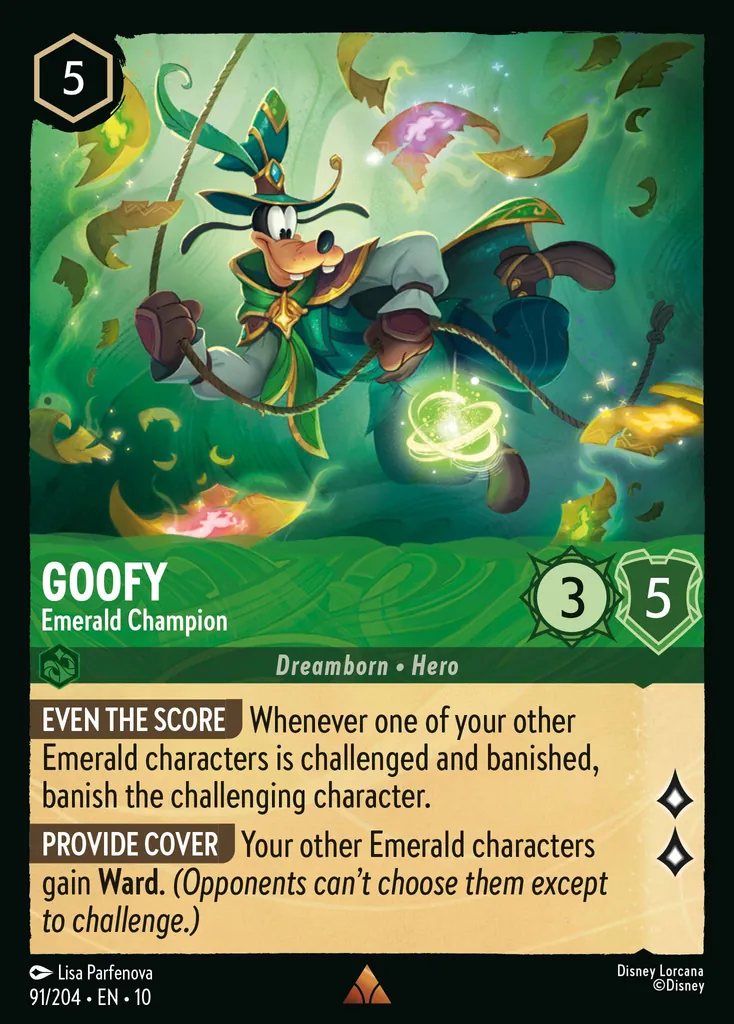 5
GOOFY
Emerald Champion
3
5
Dreamborn • Hero
EVEN THE SCORE Whenever one of your other
Emerald characters is challenged and banished,
banish the challenging character.
PROVIDE COVER Your other Emerald characters
gain Ward. (Opponents can't choose them except
to challenge.)
Lisa Parfenova
91/204 • EN • 10
Disney Lorcana
©Disney